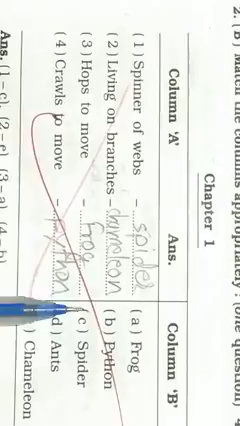 2. (B) Match the columns appropriately : (one question)
Chapter 1
Column 'A' Ans. Column 'B'
(1) Spinner of webs – spider (a) Frog
(2) Living on branches – chameleon (b) Python
(3) Hops to move – frog (c) Spider
(4) Crawls to move – python d) Ants
) Chameleon
Ans. (1–c), (2–e), (3–a), (4–b)